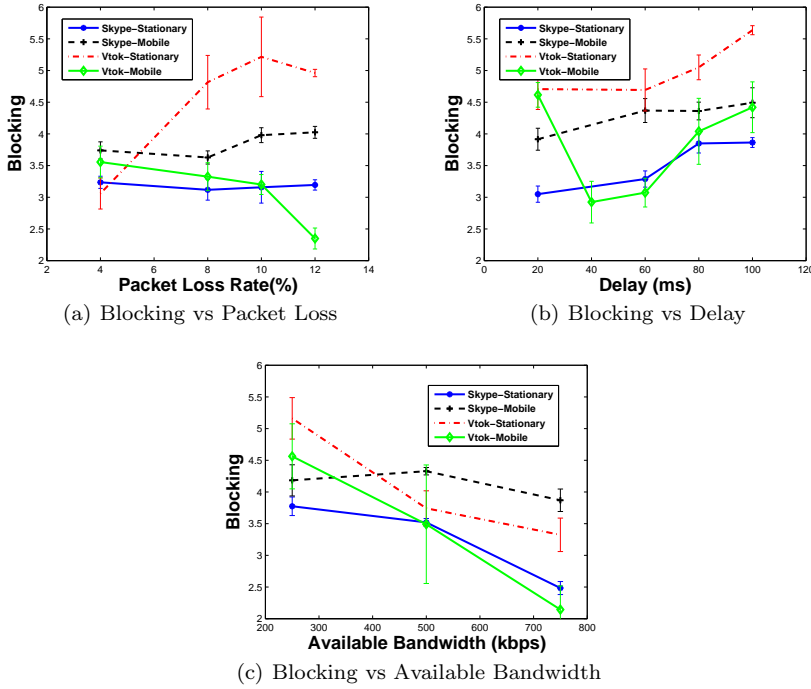 6
5.5
5
4.5
4
3.5
3
2.5
2
Blocking
Skype−Stationary
Skype−Mobile
Vtok−Stationary
Vtok−Mobile
2 4 6 8 10 12 14
Packet Loss Rate(%)
(a) Blocking vs Packet Loss
6
5.5
5
4.5
4
3.5
3
2.5
2
Blocking
Skype−Stationary
Skype−Mobile
Vtok−Stationary
Vtok−Mobile
0 20 40 60 80 100 120
Delay (ms)
(b) Blocking vs Delay
6
5.5
5
4.5
4
3.5
3
2.5
2
Blocking
Skype−Stationary
Skype−Mobile
Vtok−Stationary
Vtok−Mobile
200 300 400 500 600 700 800
Available Bandwidth (kbps)
(c) Blocking vs Available Bandwidth